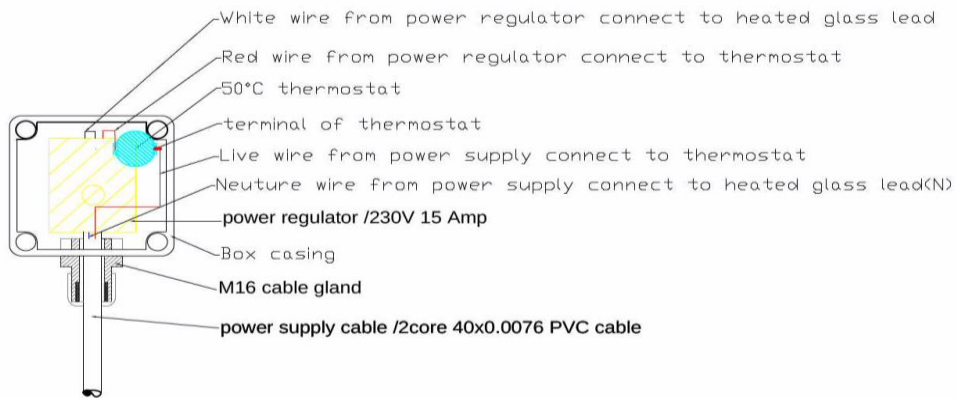 White wire from power regulator connect to heated glass lead
Red wire from power regulator connect to thermostat
50°C thermostat
terminal of thermostat
Live wire from power supply connect to thermostat
Neuture wire from power supply connect to heated glass lead(N)
power regulator /230V 15 Amp
Box casing
M16 cable gland
power supply cable /2core 40x0.0076 PVC cable